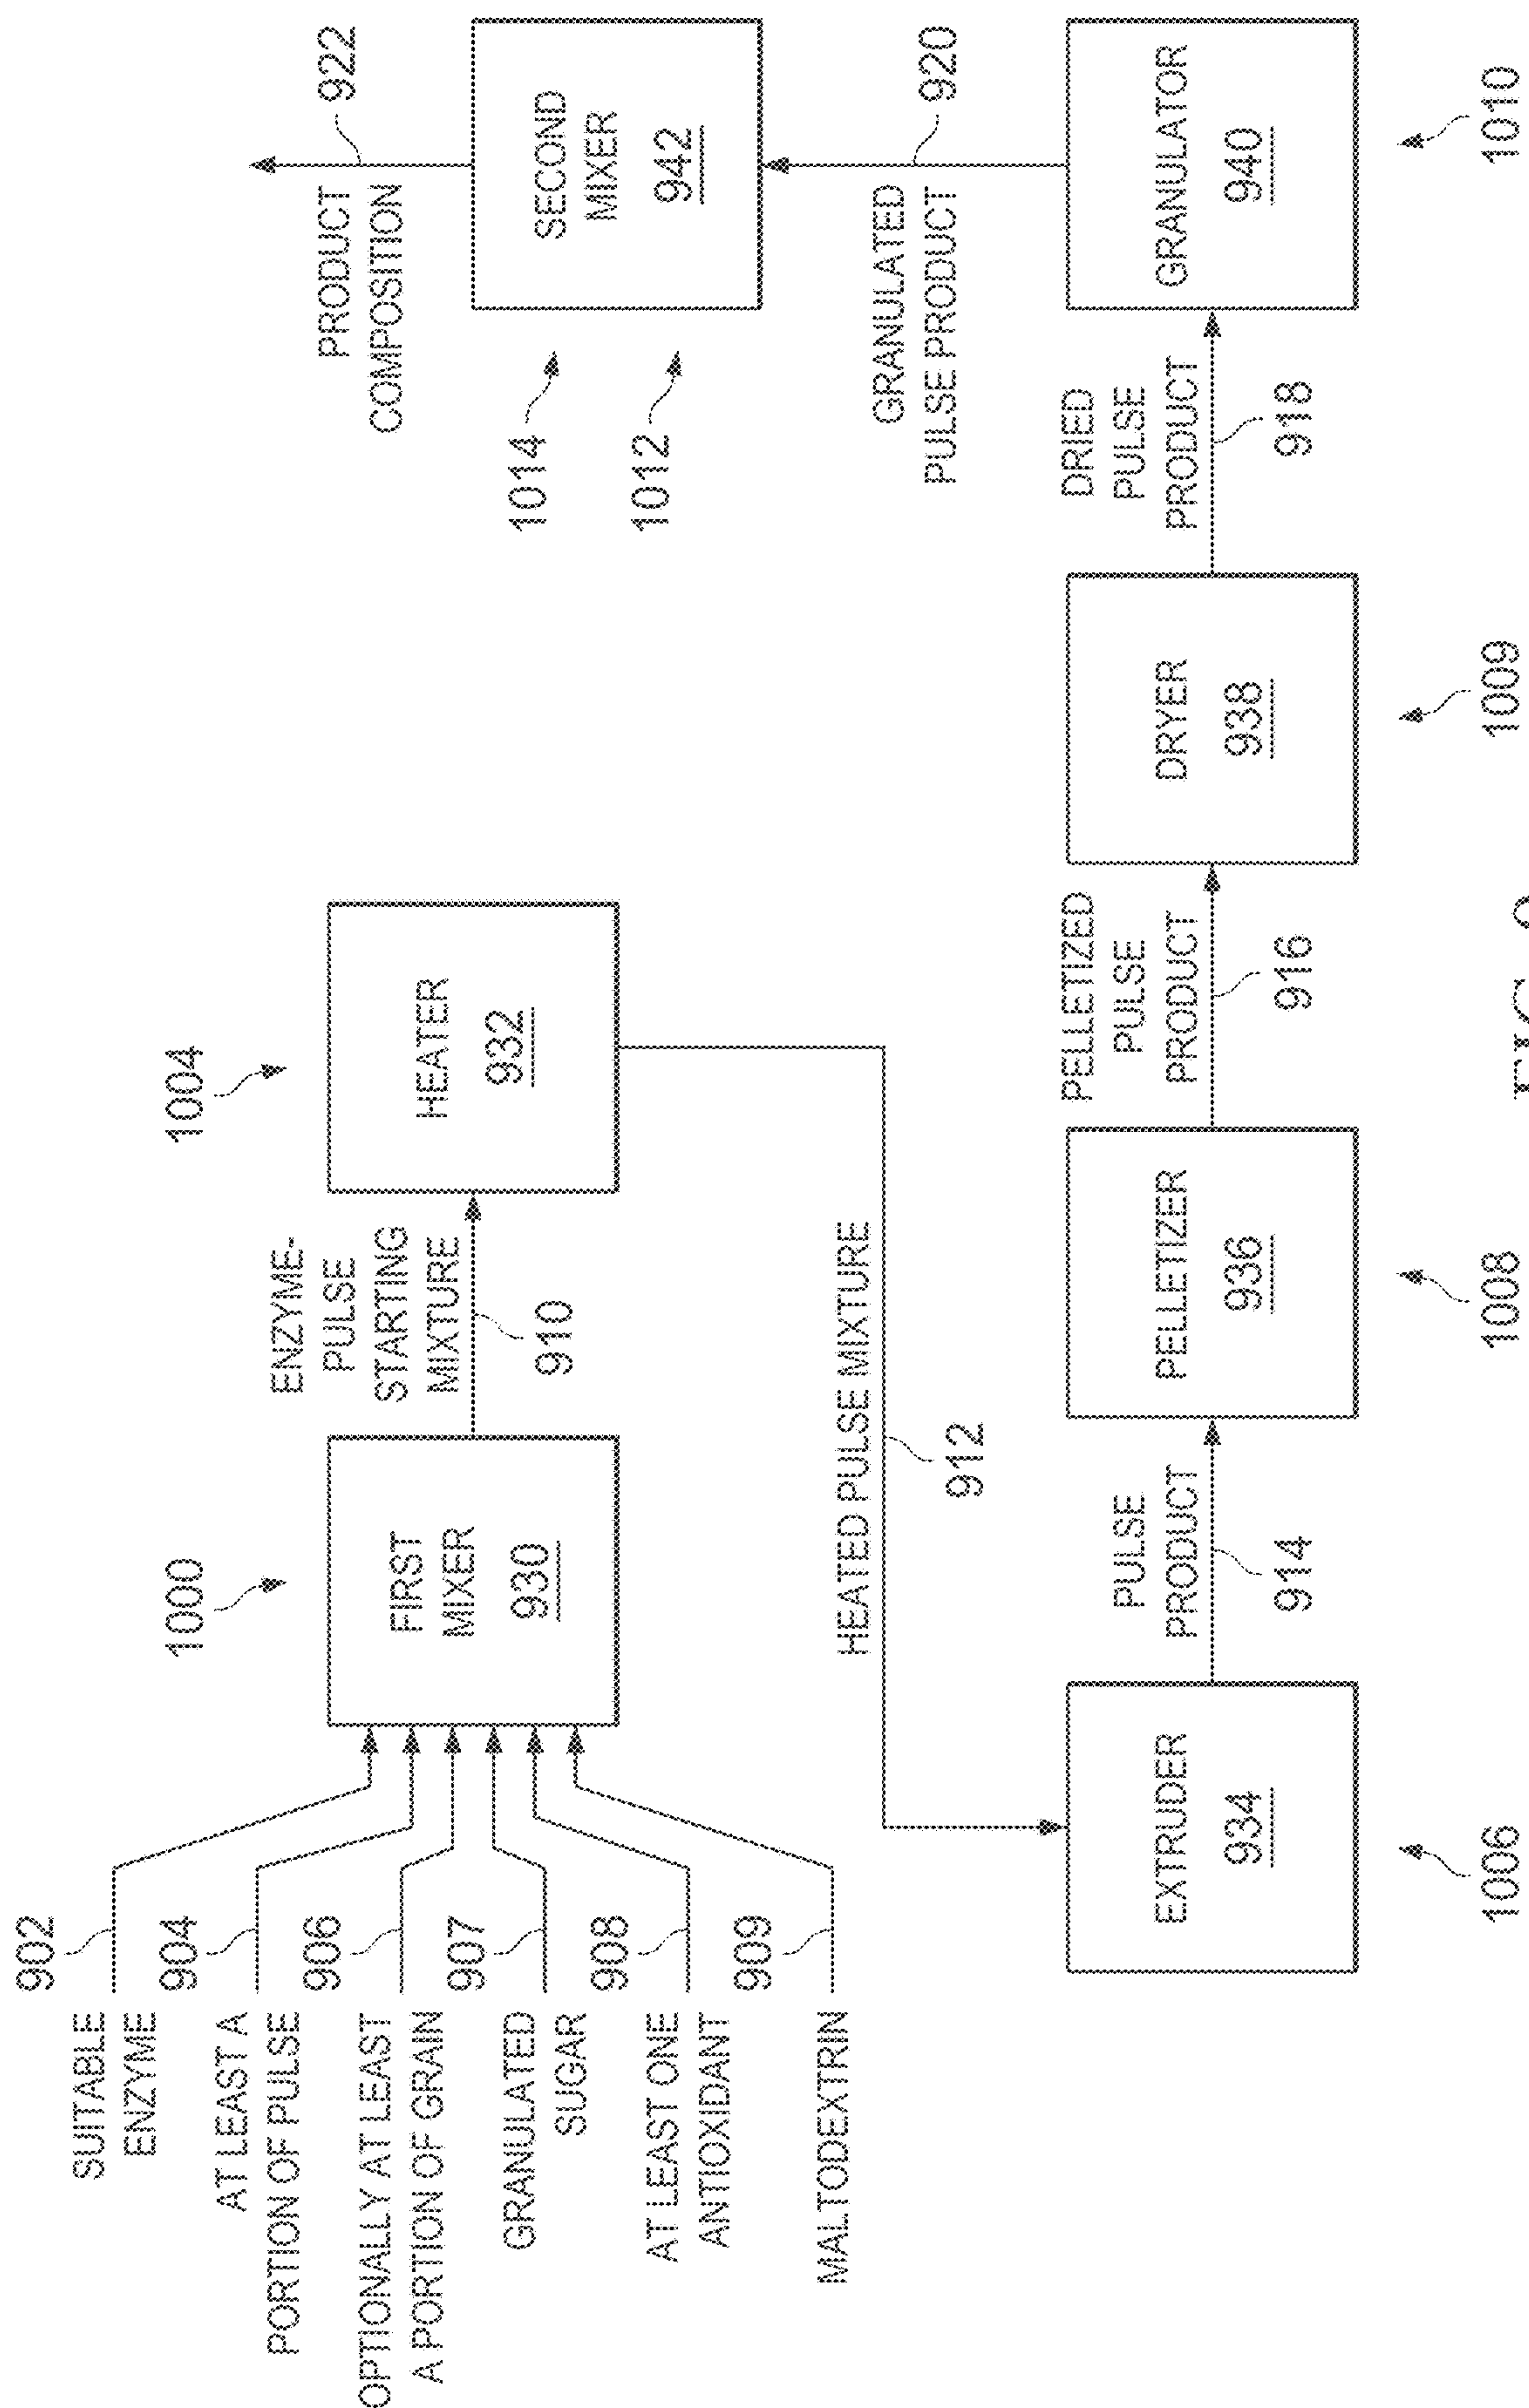 902
SUITABLE
ENZYME
904
AT LEAST A
PORTION OF PULSE
906
OPTIONALLY AT LEAST
A PORTION OF GRAIN
907
GRANULATED
SUGAR
908
AT LEAST ONE
ANTIOXIDANT
909
MALTODEXTRIN
1000
FIRST
MIXER
930
ENZYME-
PULSE
STARTING
MIXTURE
910
1004
HEATER
932
HEATED PULSE MIXTURE
912
EXTRUDER
934
1006
PULSE
PRODUCT
914
PELLETIZER
936
1008
PELLETIZED
PULSE
PRODUCT
916
DRYER
938
1009
DRIED
PULSE
PRODUCT
918
GRANULATOR
940
1010
GRANULATED
PULSE PRODUCT
920
SECOND
MIXER
942
1014
1012
PRODUCT
COMPOSITION
922
FIG.